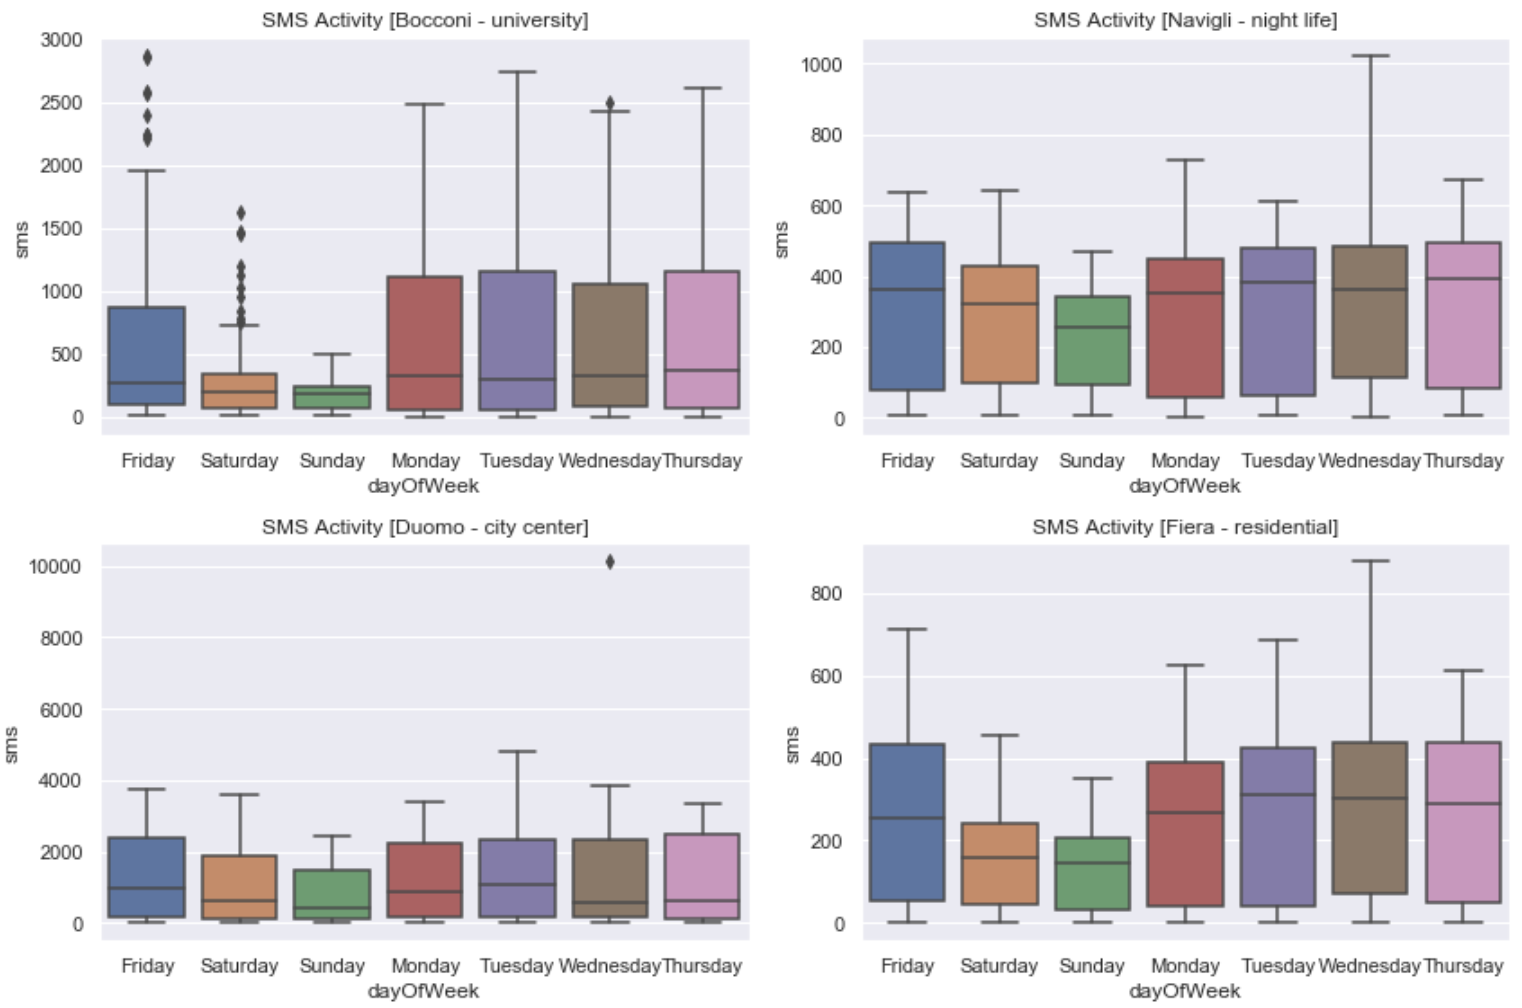 SMS Activity [Bocconi - university]
3000
2500
2000
1500
1000
500
0
sms
Friday Saturday Sunday Monday Tuesday Wednesday Thursday
dayOfWeek
SMS Activity [Navigli - night life]
1000
800
600
400
200
0
sms
Friday Saturday Sunday Monday Tuesday Wednesday Thursday
dayOfWeek
SMS Activity [Duomo - city center]
10000
8000
6000
4000
2000
0
sms
Friday Saturday Sunday Monday Tuesday Wednesday Thursday
dayOfWeek
SMS Activity [Fiera - residential]
800
600
400
200
0
sms
Friday Saturday Sunday Monday Tuesday Wednesday Thursday
dayOfWeek